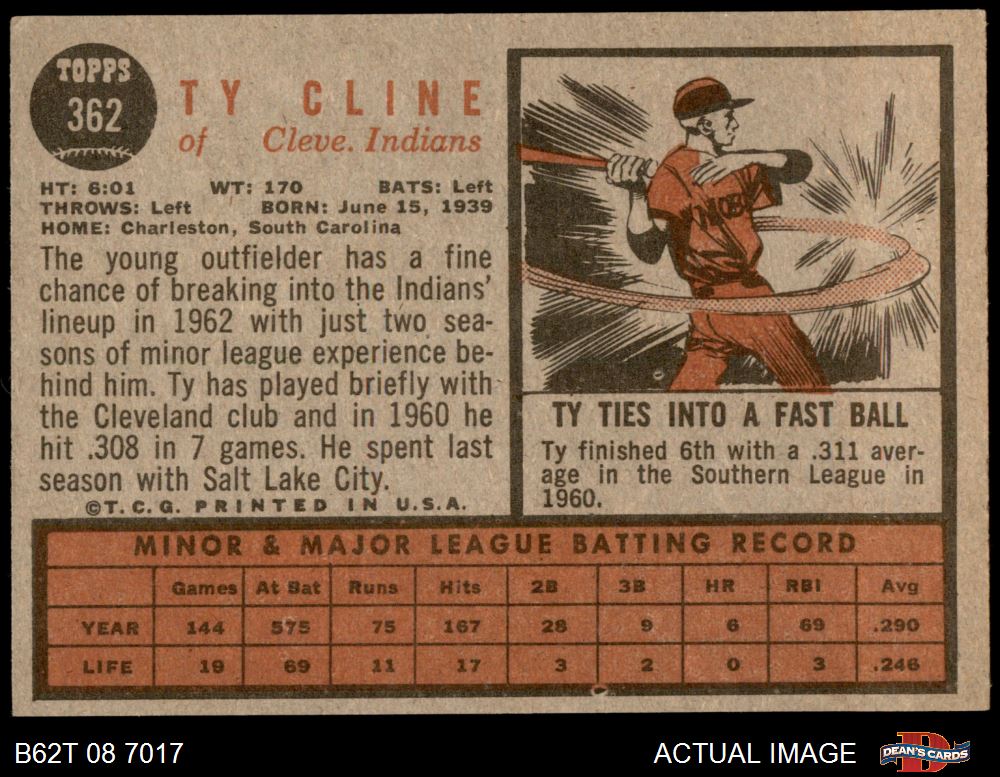 TOPPS
362
TY CLINE
of Cleve. Indians
HT: 6:01 WT: 170 BATS: Left
THROWS: Left BORN: June 15, 1939
HOME: Charleston, South Carolina
The young outfielder has a fine
chance of breaking into the Indians'
lineup in 1962 with just two sea-
sons of minor league experience be-
hind him. Ty has played briefly with
the Cleveland club and in 1960 he
hit .308 in 7 games. He spent last
season with Salt Lake City.
©T.C.G. PRINTED IN U.S.A.
TY TIES INTO A FAST BALL
Ty finished 6th with a .311 aver-
age in the Southern League in
1960.
MINOR & MAJOR LEAGUE BATTING RECORD
Games At Bat Runs Hits 2B 3B HR RBI Avg
YEAR 144 575 75 167 28 9 6 69 .290
LIFE 19 69 11 17 3 2 0 3 .246
B62T 08 7017
ACTUAL IMAGE
DEAN'S CARDS